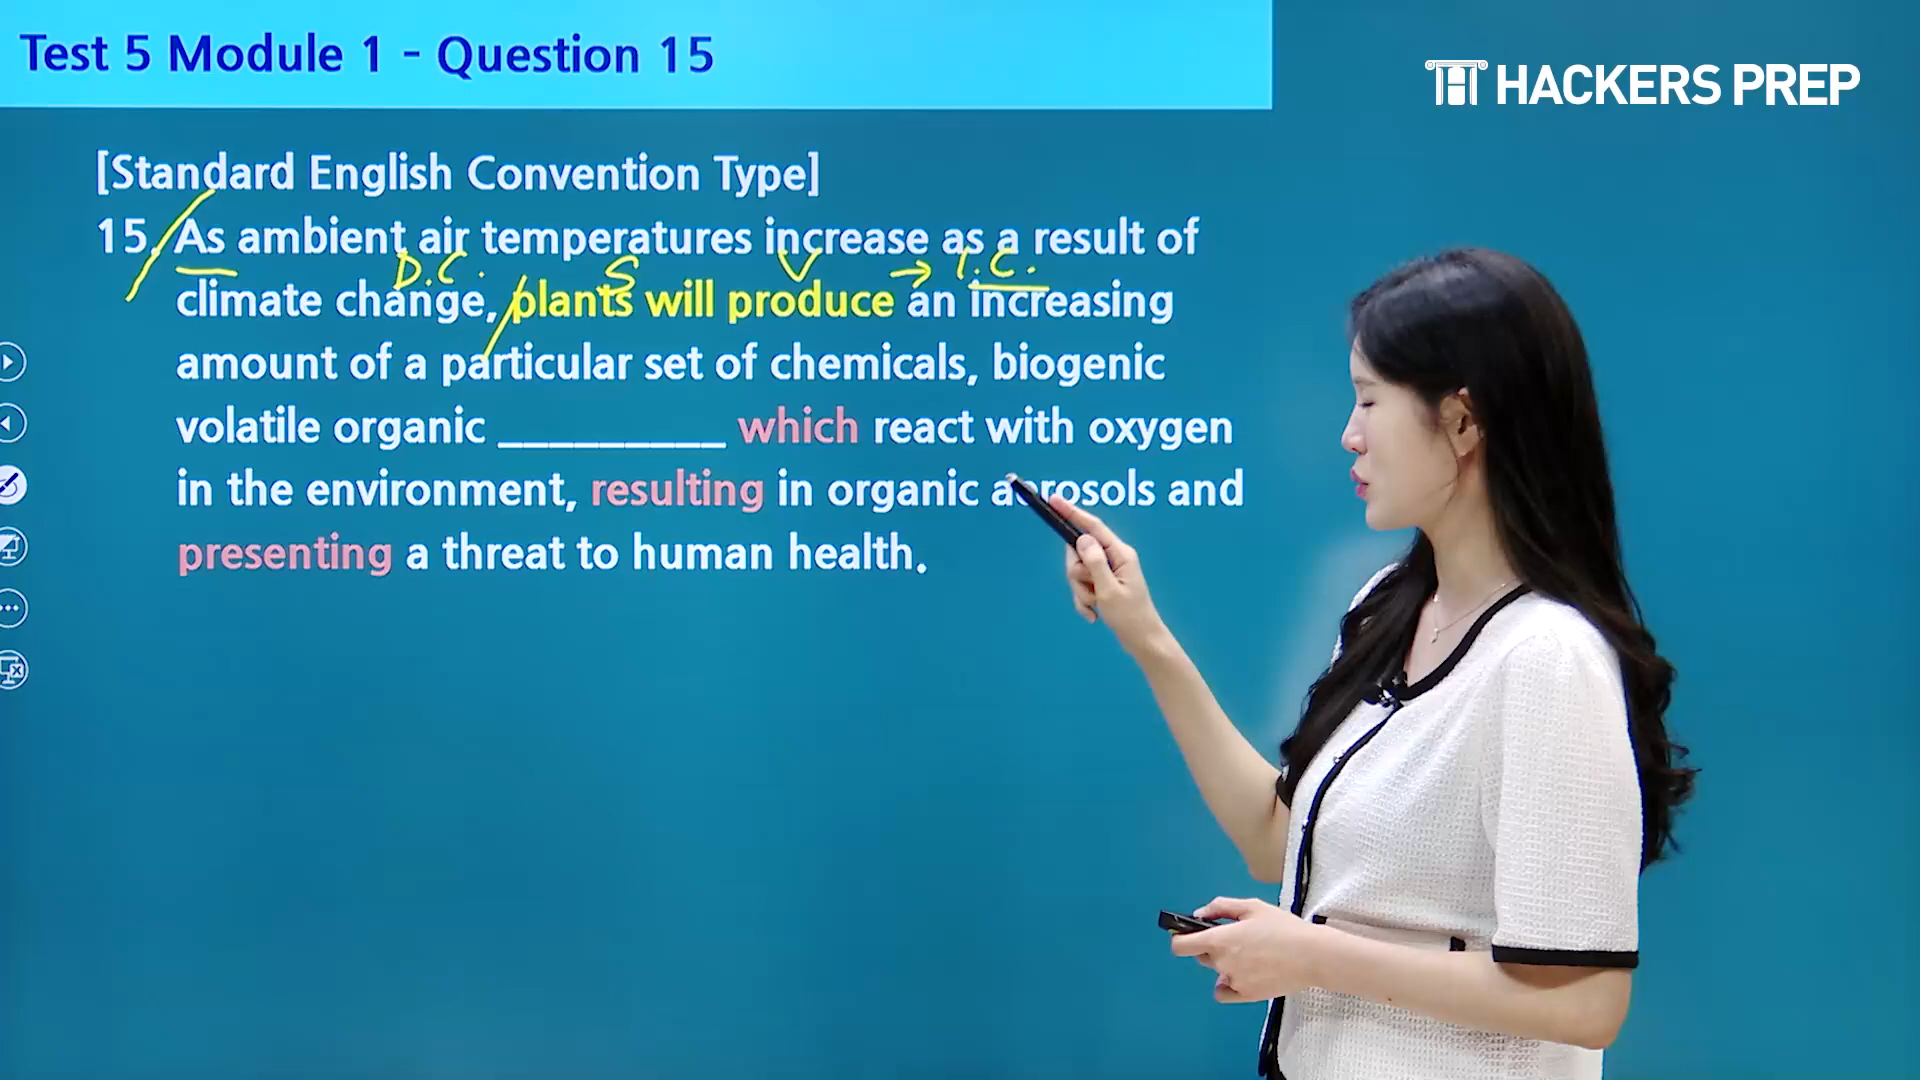 Test 5 Module 1 - Question 15
HACKERS PREP
[Standard English Convention Type]
15. As ambient air temperatures increase as a result of
D.C. S V → I.C.
climate change, plants will produce an increasing
amount of a particular set of chemicals, biogenic
volatile organic _________ which react with oxygen
in the environment, resulting in organic aerosols and
presenting a threat to human health.